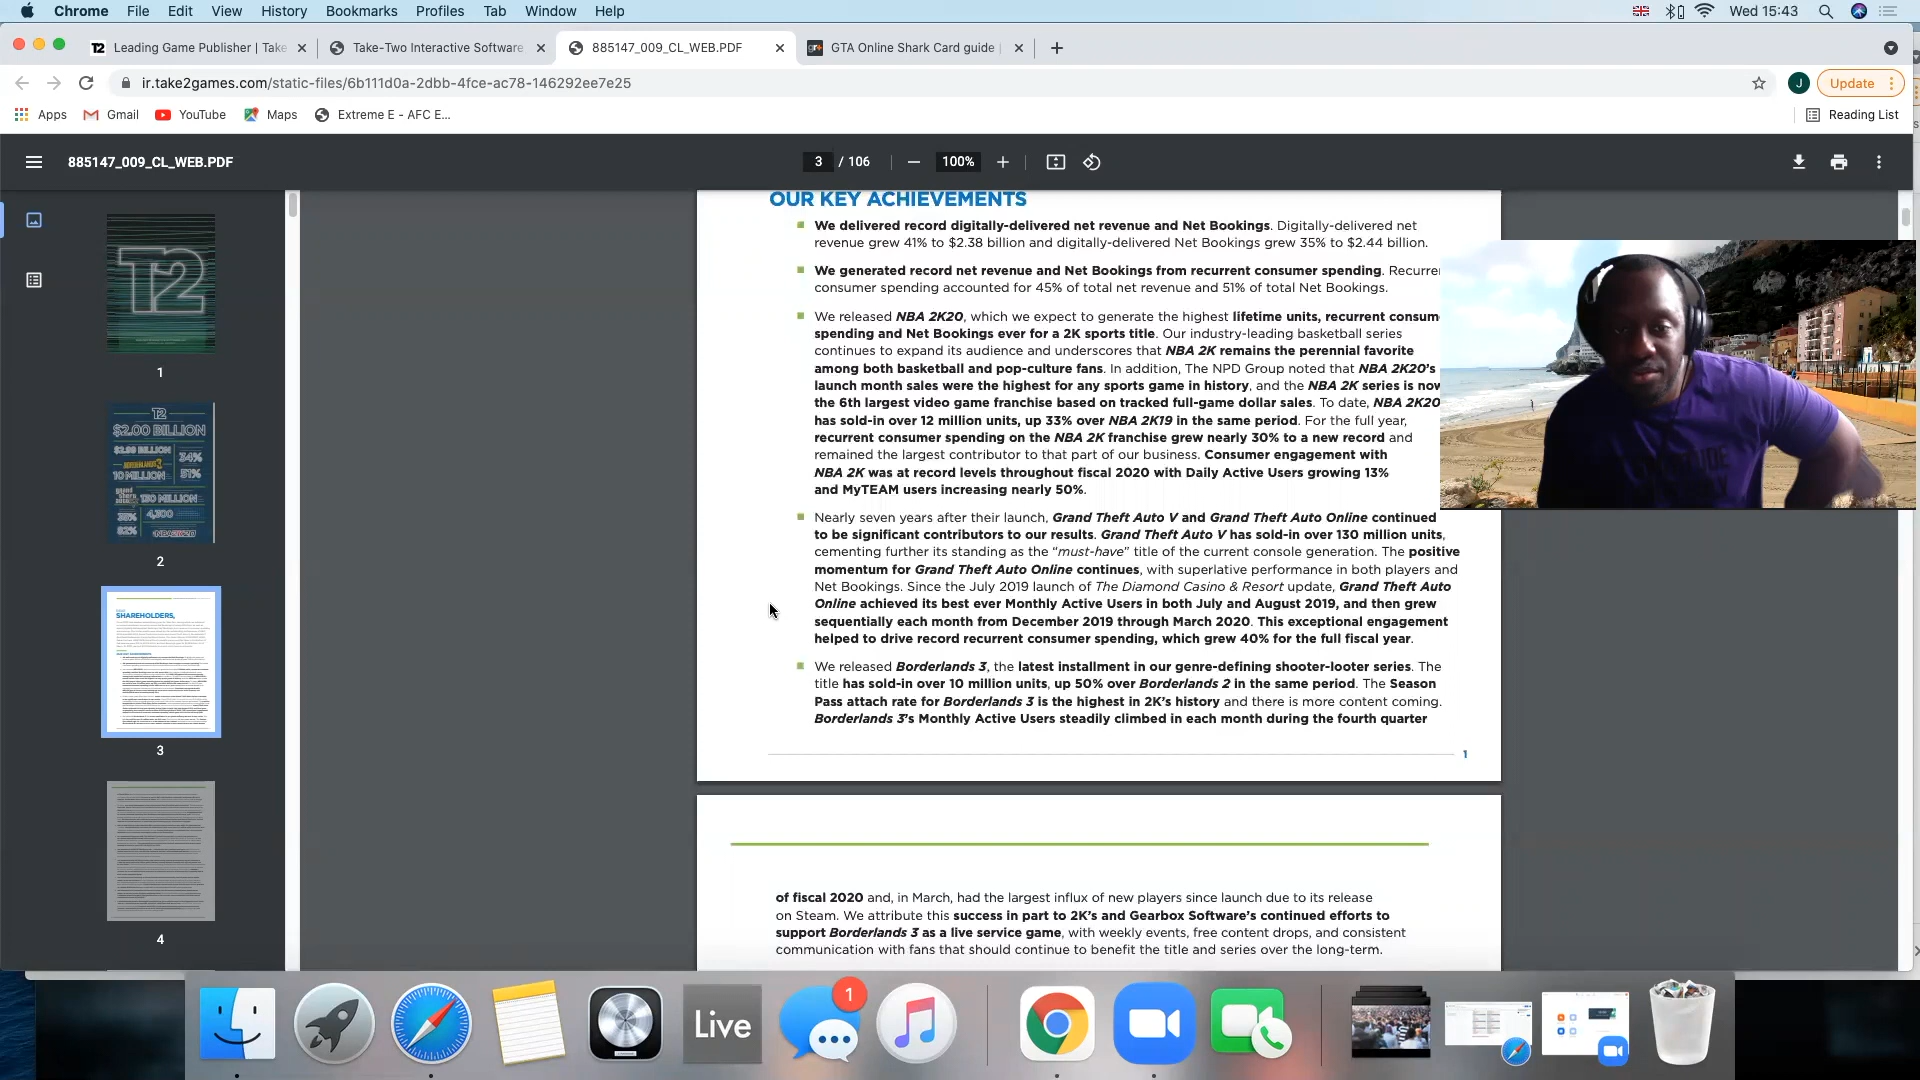 Chrome File Edit View History Bookmarks Profiles Tab Window Help Wed 15:43
Leading Game Publisher | Take Take-Two Interactive Software 885147_009_CL_WEB.PDF GTA Online Shark Card guide
ir.take2games.com/static-files/6b111d0a-2dbb-4fce-ac78-146292ee7e25 J Update
Apps Gmail YouTube Maps Extreme E - AFC E... Reading List
885147_009_CL_WEB.PDF 3 / 106 100%
T2
1
T2
$2.00 BILLION
34%
51%
10 MILLION
130 MILLION
4,300
2
SHAREHOLDERS,
3
4
OUR KEY ACHIEVEMENTS
We delivered record digitally-delivered net revenue and Net Bookings. Digitally-delivered net
revenue grew 41% to $2.38 billion and digitally-delivered Net Bookings grew 35% to $2.44 billion.
We generated record net revenue and Net Bookings from recurrent consumer spending. Recurre
consumer spending accounted for 45% of total net revenue and 51% of total Net Bookings.
We released NBA 2K20, which we expect to generate the highest lifetime units, recurrent consum
spending and Net Bookings ever for a 2K sports title. Our industry-leading basketball series
continues to expand its audience and underscores that NBA 2K remains the perennial favorite
among both basketball and pop-culture fans. In addition, The NPD Group noted that NBA 2K20's
launch month sales were the highest for any sports game in history, and the NBA 2K series is now
the 6th largest video game franchise based on tracked full-game dollar sales. To date, NBA 2K20
has sold-in over 12 million units, up 33% over NBA 2K19 in the same period. For the full year,
recurrent consumer spending on the NBA 2K franchise grew nearly 30% to a new record and
remained the largest contributor to that part of our business. Consumer engagement with
NBA 2K was at record levels throughout fiscal 2020 with Daily Active Users growing 13%
and MyTEAM users increasing nearly 50%.
Nearly seven years after their launch, Grand Theft Auto V and Grand Theft Auto Online continued
to be significant contributors to our results. Grand Theft Auto V has sold-in over 130 million units,
cementing further its standing as the “must-have” title of the current console generation. The positive
momentum for Grand Theft Auto Online continues, with superlative performance in both players and
Net Bookings. Since the July 2019 launch of The Diamond Casino & Resort update, Grand Theft Auto
Online achieved its best ever Monthly Active Users in both July and August 2019, and then grew
sequentially each month from December 2019 through March 2020. This exceptional engagement
helped to drive record recurrent consumer spending, which grew 40% for the full fiscal year.
We released Borderlands 3, the latest installment in our genre-defining shooter-looter series. The
title has sold-in over 10 million units, up 50% over Borderlands 2 in the same period. The Season
Pass attach rate for Borderlands 3 is the highest in 2K's history and there is more content coming.
Borderlands 3's Monthly Active Users steadily climbed in each month during the fourth quarter
1
of fiscal 2020 and, in March, had the largest influx of new players since launch due to its release
on Steam. We attribute this success in part to 2K's and Gearbox Software's continued efforts to
support Borderlands 3 as a live service game, with weekly events, free content drops, and consistent
communication with fans that should continue to benefit the title and series over the long-term.
Live
1